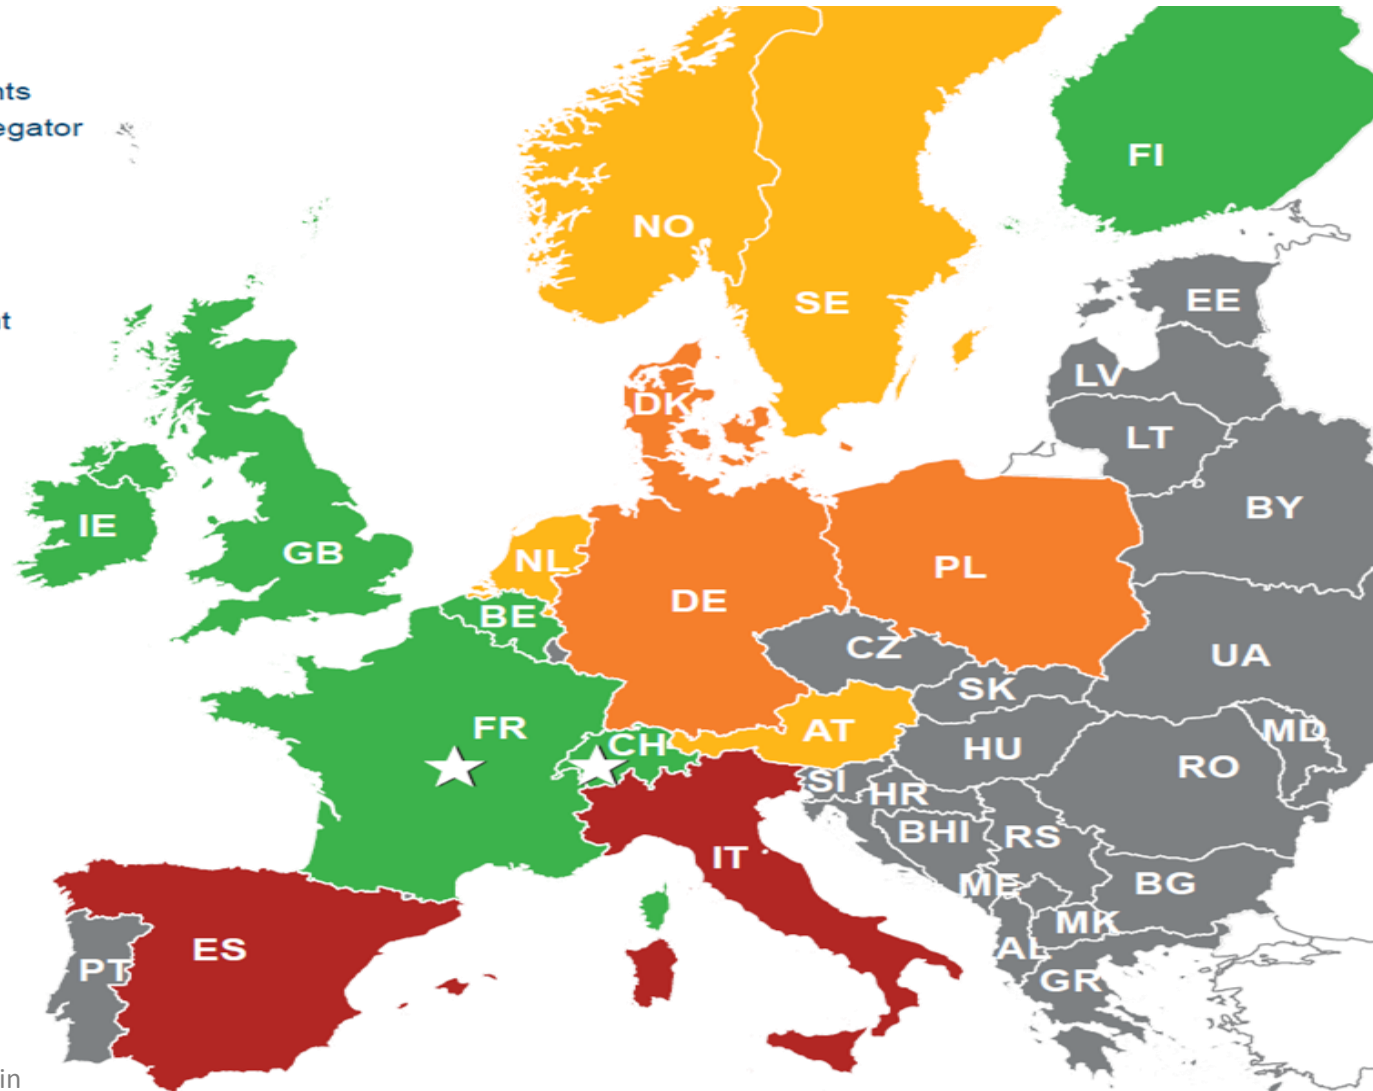 nts
egator
FI
NO
SE
EE
t
LV
DK
LT
BY
IE
GB
NL
PL
DE
BE
CZ
UA
SK
FR
AT
MD
CH
HU
RO
SI
HR
BHI
RS
IT
ME
BG
MK
ES
AL
PT
GR
in